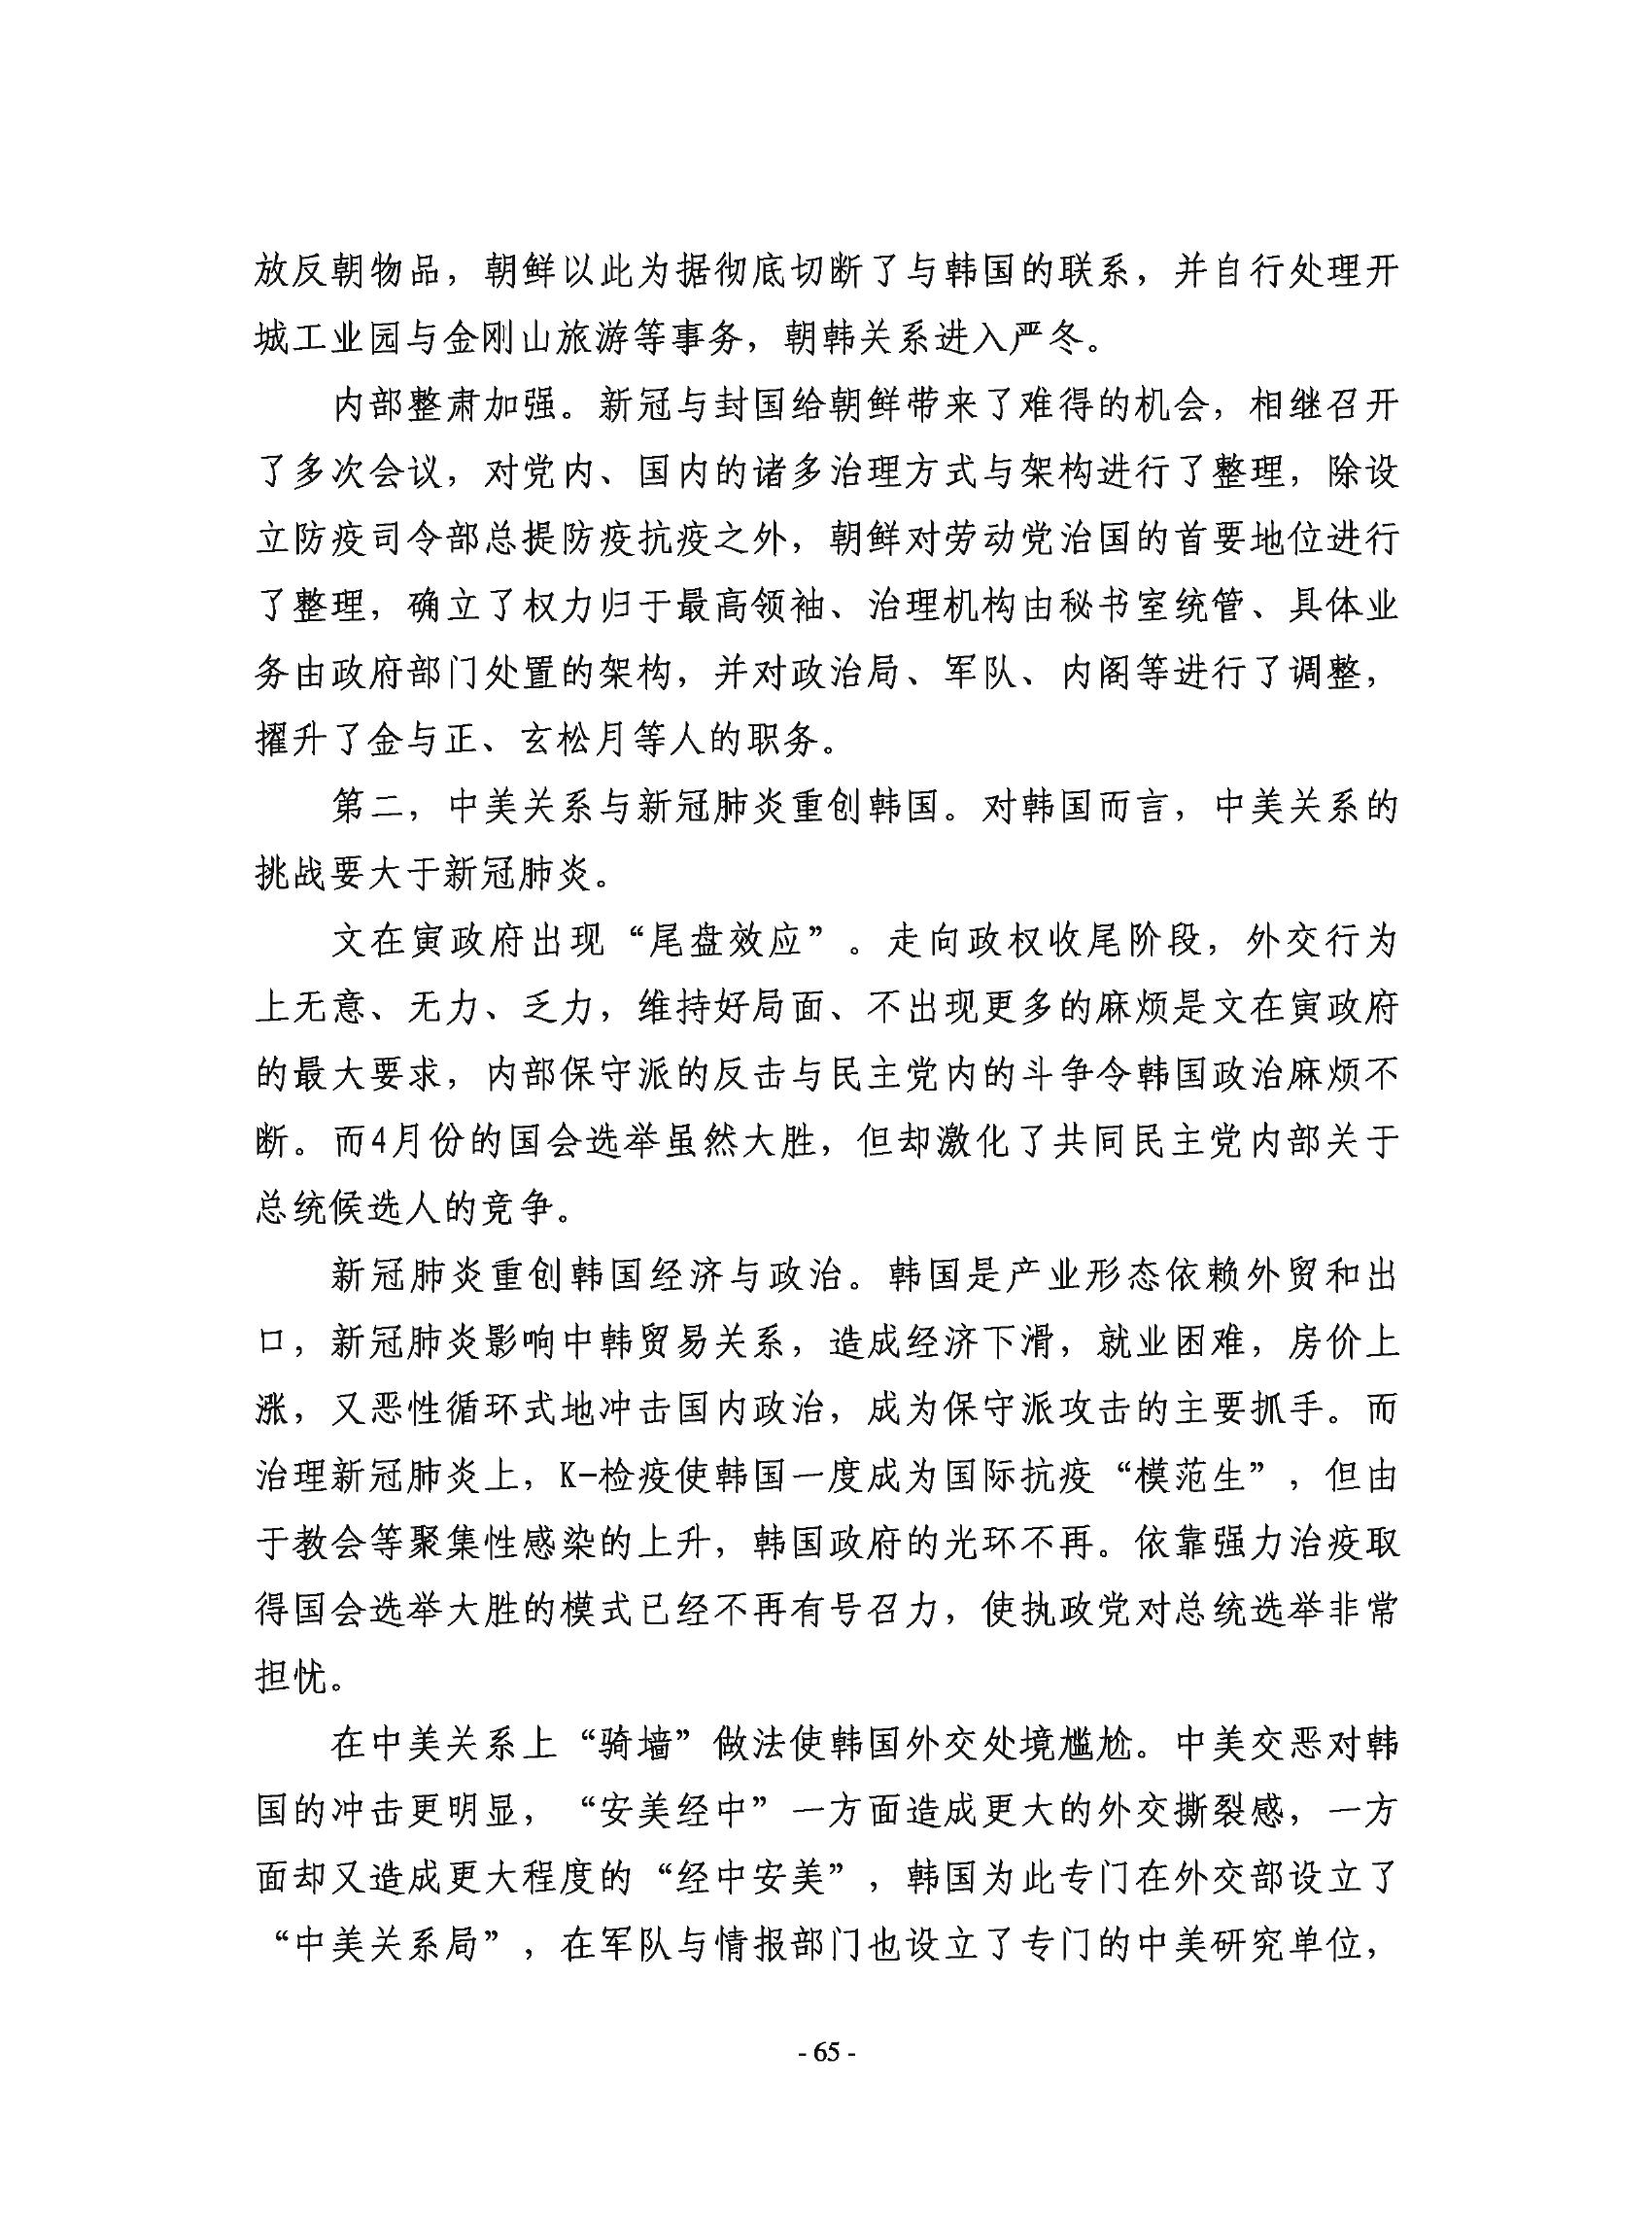 放反朝物品，朝鲜以此为据彻底切断了与韩国的联系，并自行处理开
城工业园与金刚山旅游等事务，朝韩关系进入严冬。
内部整肃加强。新冠与封国给朝鲜带来了难得的机会，相继召开
了多次会议，对党内、国内的诸多治理方式与架构进行了整理，除设
立防疫司令部总提防疫抗疫之外，朝鲜对劳动党治国的首要地位进行
了整理，确立了权力归于最高领袖、治理机构由秘书室统管、具体业
务由政府部门处置的架构，并对政治局、军队、内阁等进行了调整，
擢升了金与正、玄松月等人的职务。
第二，中美关系与新冠肺炎重创韩国。对韩国而言，中美关系的
挑战要大于新冠肺炎。
文在寅政府出现“尾盘效应”。走向政权收尾阶段，外交行为
上无意、无力、乏力，维持好局面、不出现更多的麻烦是文在寅政府
的最大要求，内部保守派的反击与民主党内的斗争令韩国政治麻烦不
断。而4月份的国会选举虽然大胜，但却激化了共同民主党内部关于
总统候选人的竞争。
新冠肺炎重创韩国经济与政治。韩国是产业形态依赖外贸和出
口，新冠肺炎影响中韩贸易关系，造成经济下滑，就业困难，房价上
涨，又恶性循环式地冲击国内政治，成为保守派攻击的主要抓手。而
治理新冠肺炎上，K-检疫使韩国一度成为国际抗疫“模范生”，但由
于教会等聚集性感染的上升，韩国政府的光环不再。依靠强力治疫取
得国会选举大胜的模式已经不再有号召力，使执政党对总统选举非常
担忧。
在中美关系上“骑墙”做法使韩国外交处境尴尬。中美交恶对韩
国的冲击更明显，“安美经中”一方面造成更大的外交撕裂感，一方
面却又造成更大程度的“经中安美”，韩国为此专门在外交部设立了
“中美关系局”，在军队与情报部门也设立了专门的中美研究单位，
- 65 -